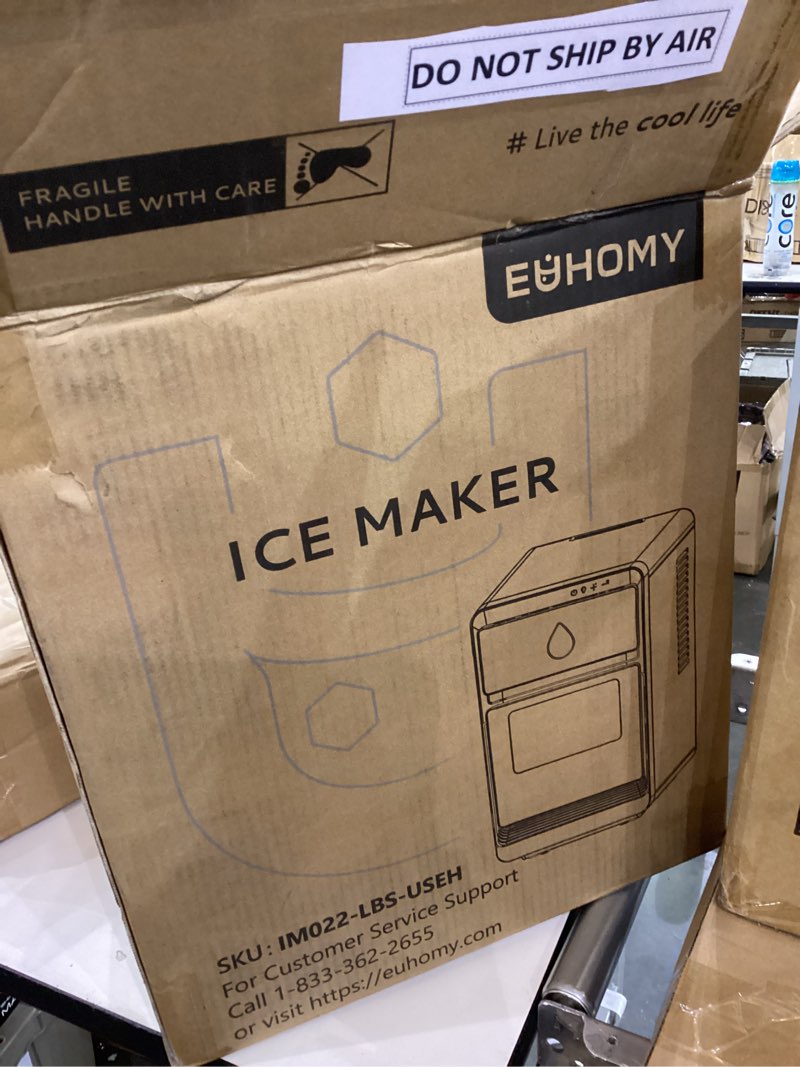 DO NOT SHIP BY AIR
# Live the cool life
FRAGILE
HANDLE WITH CARE
EUHOMY
ICE MAKER
SKU: IM022-LBS-USEH
For Customer Service Support
Call 1-833-362-2655
or visit https://euhomy.com
core